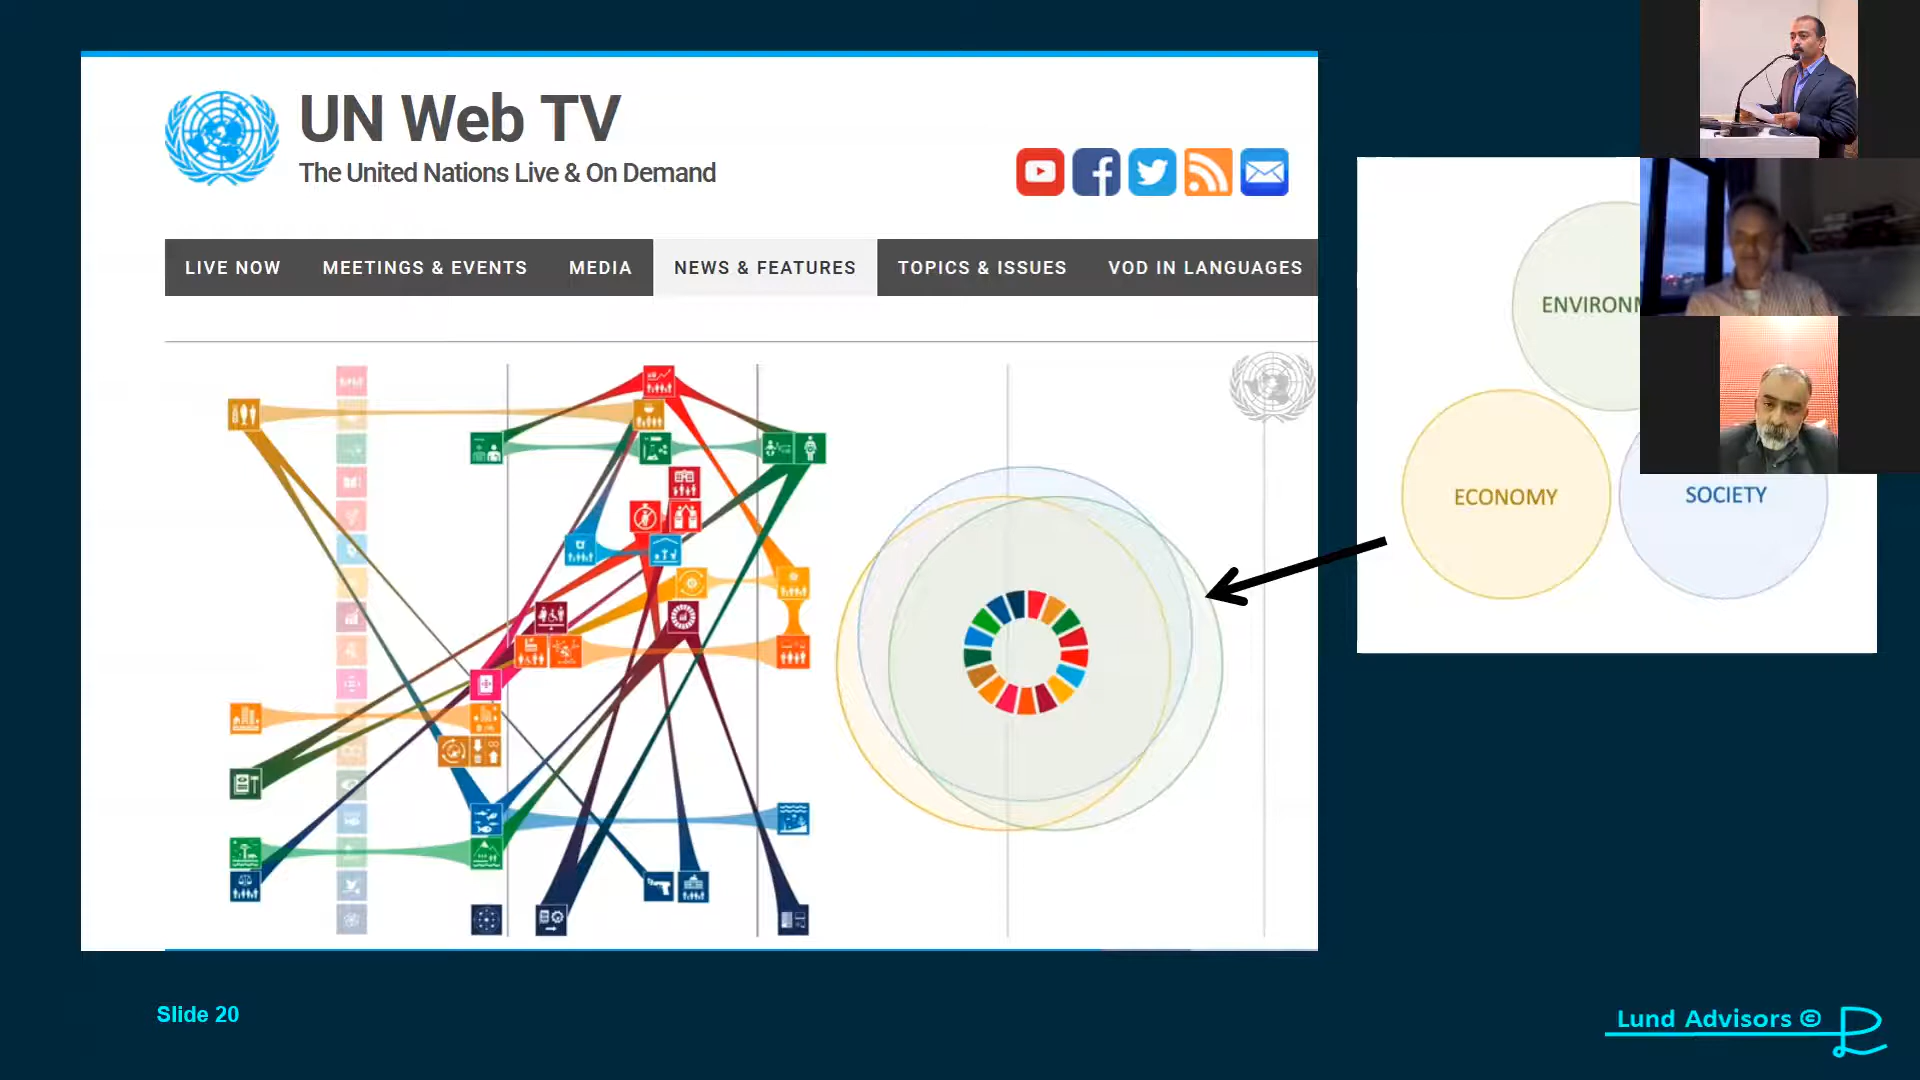 UN Web TV
The United Nations Live & On Demand
LIVE NOW MEETINGS & EVENTS MEDIA NEWS & FEATURES TOPICS & ISSUES VOD IN LANGUAGES
ENVIRONM
ECONOMY
SOCIETY
Slide 20
Lund Advisors ©